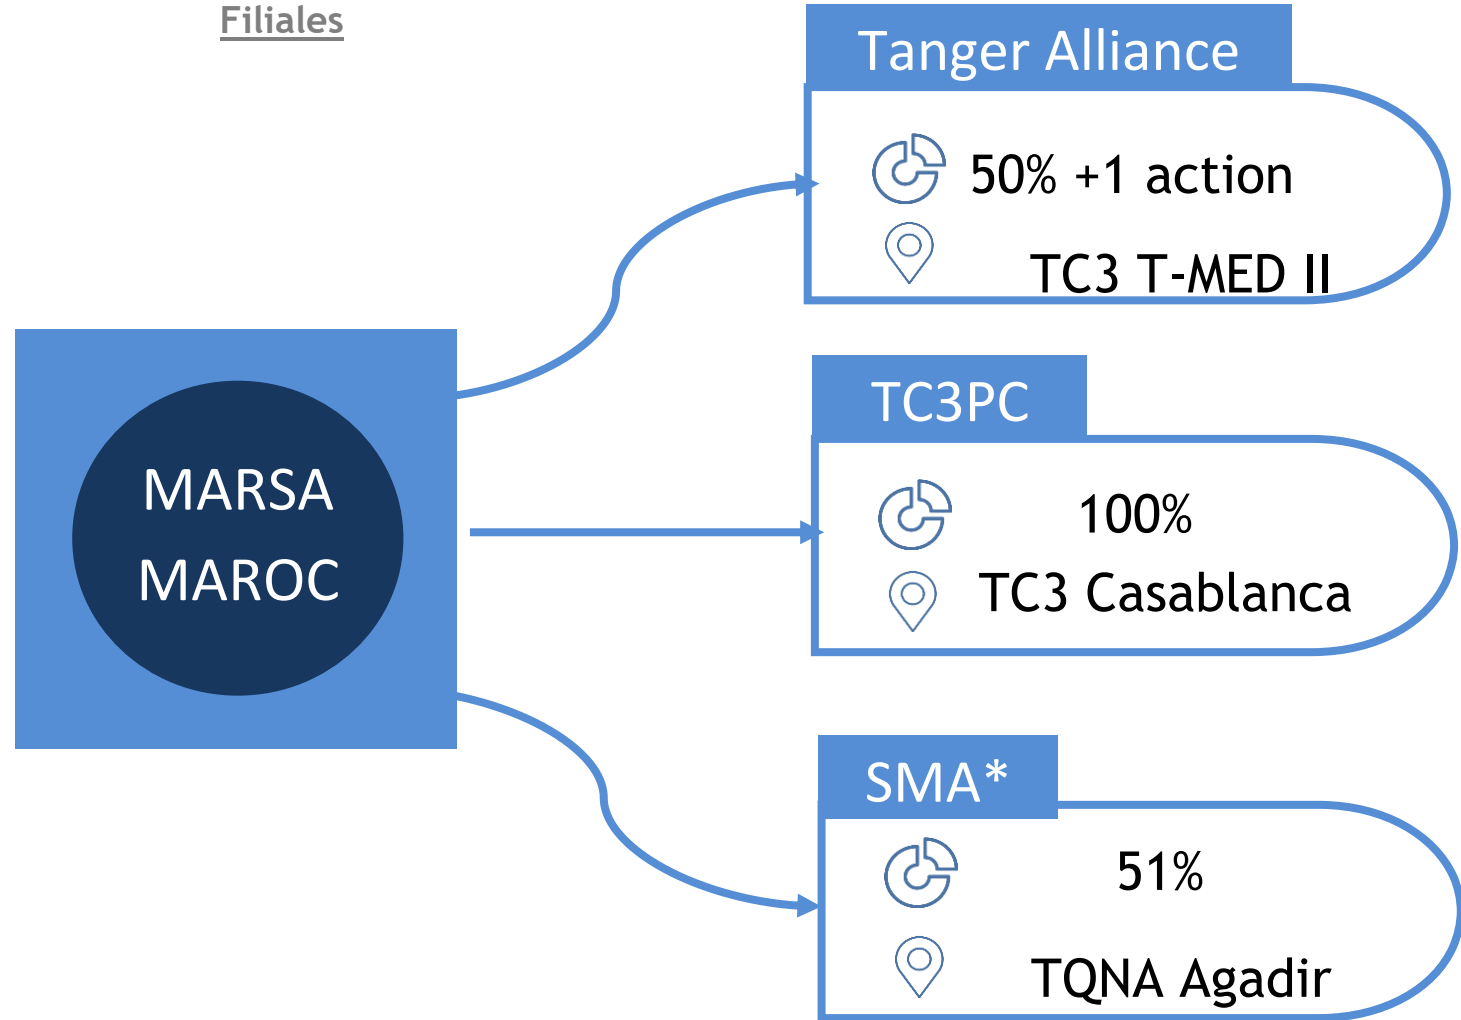 Filiales
Tanger Alliance
50% +1 action
TC3 T-MED II
MARSA
MAROC
TC3PC
100%
TC3 Casablanca
SMA*
51%
TQNA Agadir